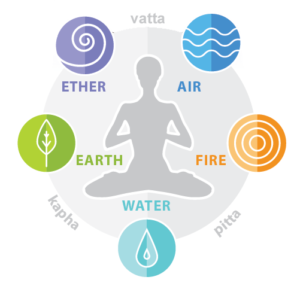 vatta
ETHER
AIR
EARTH
FIRE
WATER
kapha
pitta